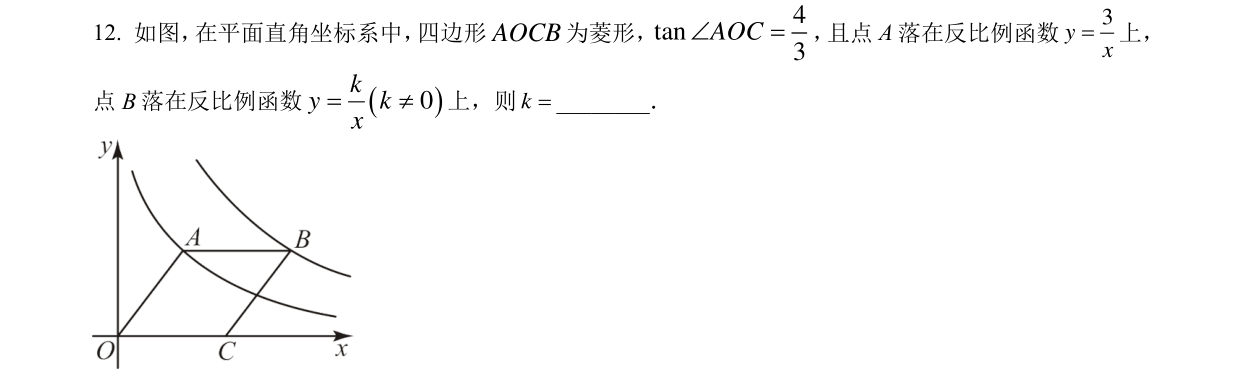 12. 如图，在平面直角坐标系中，四边形 AOCB 为菱形，tan∠AOC = 4/3，且点 A 落在反比例函数 y = 3/x 上，
点 B 落在反比例函数 y = k/x (k ≠ 0) 上，则 k = ________.
y
A
B
O
C
x